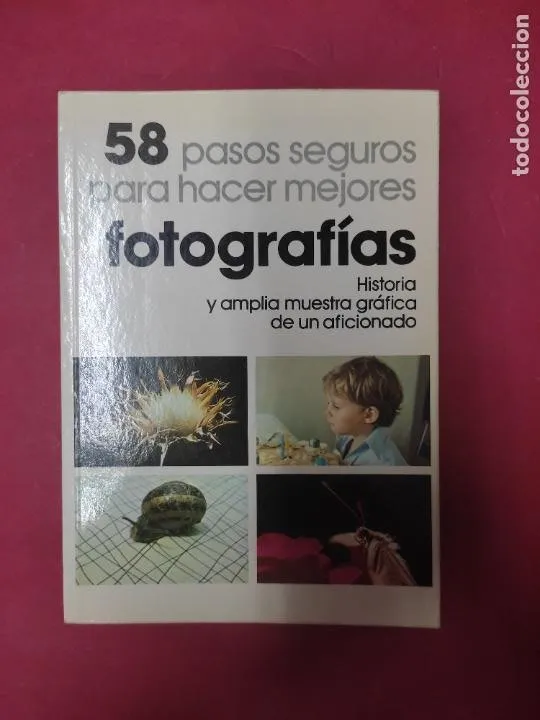 58 pasos seguros
para hacer mejores
fotografías
Historia
y amplia muestra gráfica
de un aficionado
todocoleccion